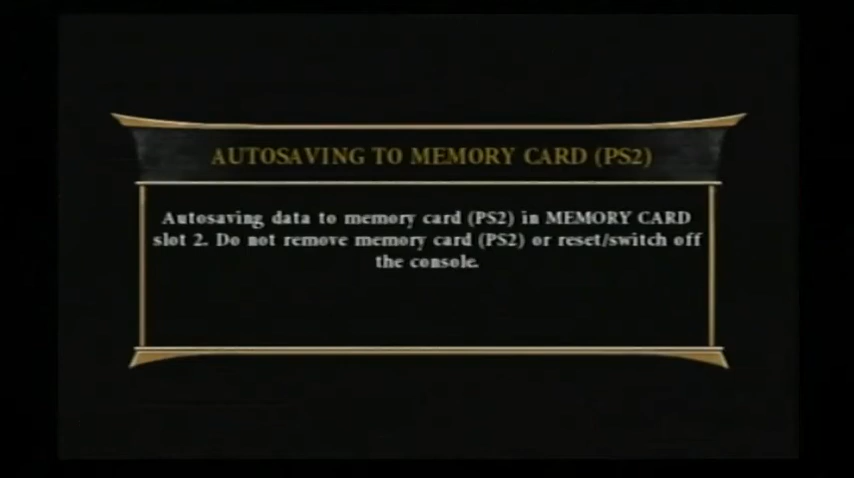 AUTOSAVING TO MEMORY CARD (PS2)
Autosaving data to memory card (PS2) in MEMORY CARD
slot 2. Do not remove memory card (PS2) or reset/switch off
the console.